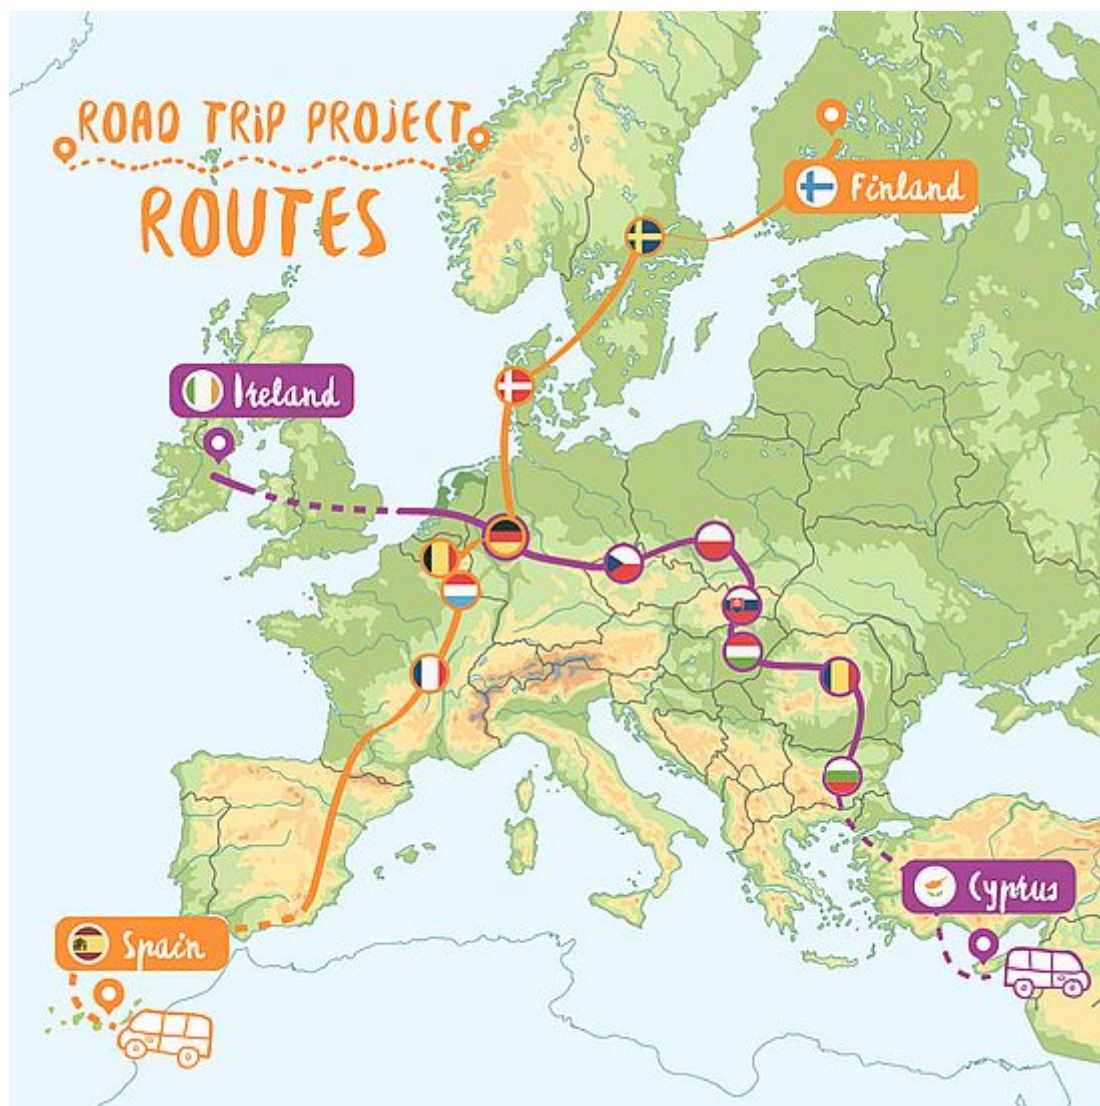 ROAD TRiP PROJECT
ROUTES
Finland
Ireland
Cyprus
Spain